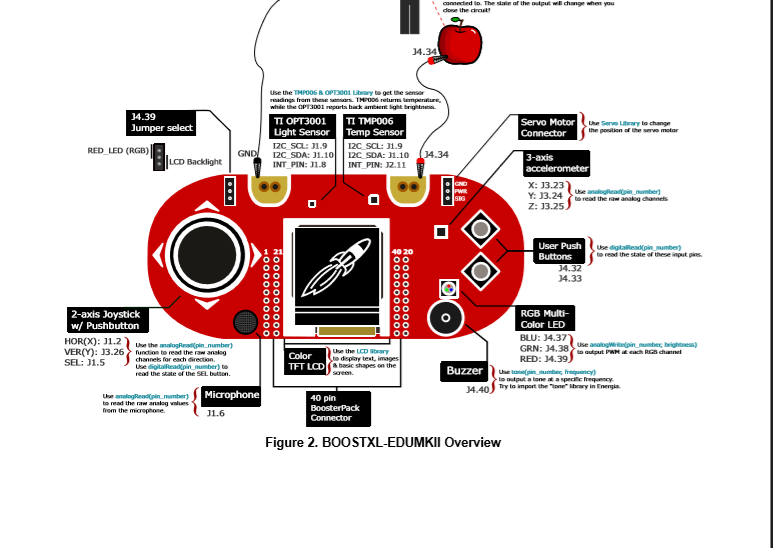 connected to. The state of the output will change when you
close the circuit!
J4.34
Use the TMP006 & OPT3001 Library to get the sensor
readings from these sensors. TMP006 returns temperature,
while the OPT3001 reports back ambient light brightness.
J4.39
Jumper select
RED_LED (RGB)
LCD Backlight
GND
TI OPT3001
Light Sensor
I2C_SCL: J1.9
I2C_SDA: J1.10
INT_PIN: J1.8
TI TMP006
Temp Sensor
I2C_SCL: J1.9
I2C_SDA: J1.10
INT_PIN: J2.11
J4.34
Servo Motor
Connector
Use Servo Library to change
the position of the servo motor
GND
PWR
SIG
3-axis
accelerometer
X: J3.23
Y: J3.24
Z: J3.25
Use analogRead(pin_number)
to read the raw analog channels
User Push
Buttons
J4.32
J4.33
Use digitalRead(pin_number)
to read the state of these input pins.
1 21
40 20
2-axis Joystick
w/ Pushbutton
HOR(X): J1.2
VER(Y): J3.26
SEL: J1.5
Use the analogRead(pin_number)
function to read the raw analog
channels for each direction.
Use digitalRead(pin_number) to
read the state of the SEL button.
RGB Multi-
Color LED
BLU: J4.37
GRN: J4.38
RED: J4.39
Use analogWrite(pin_number, brightness)
to output PWM at each RGB channel
Color
TFT LCD
Use the LCD library
to display text, images
& basic shapes on the
screen.
Buzzer
J4.40
Use tone(pin_number, frequency)
to output a tone at a specific frequency.
Try to import the "tone" library in Energia.
Use analogRead(pin_number)
to read the raw analog values
from the microphone.
Microphone
J1.6
40 pin
BoosterPack
Connector
Figure 2. BOOSTXL-EDUMKII Overview